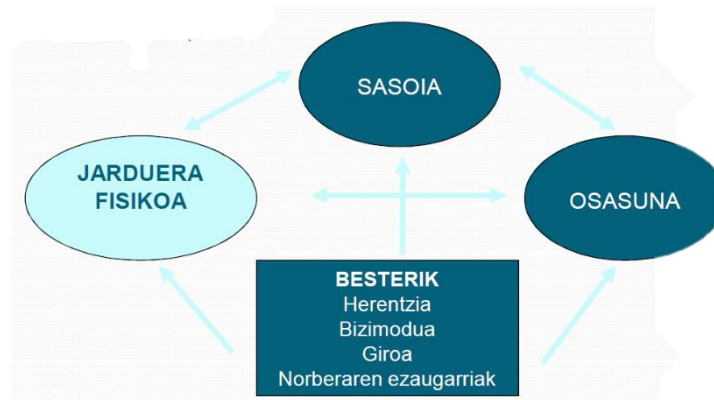 SASOIA
JARDUERA
FISIKOA
OSASUNA
BESTERIK
Herentzia
Bizimodua
Giroa
Norberaren ezaugarriak